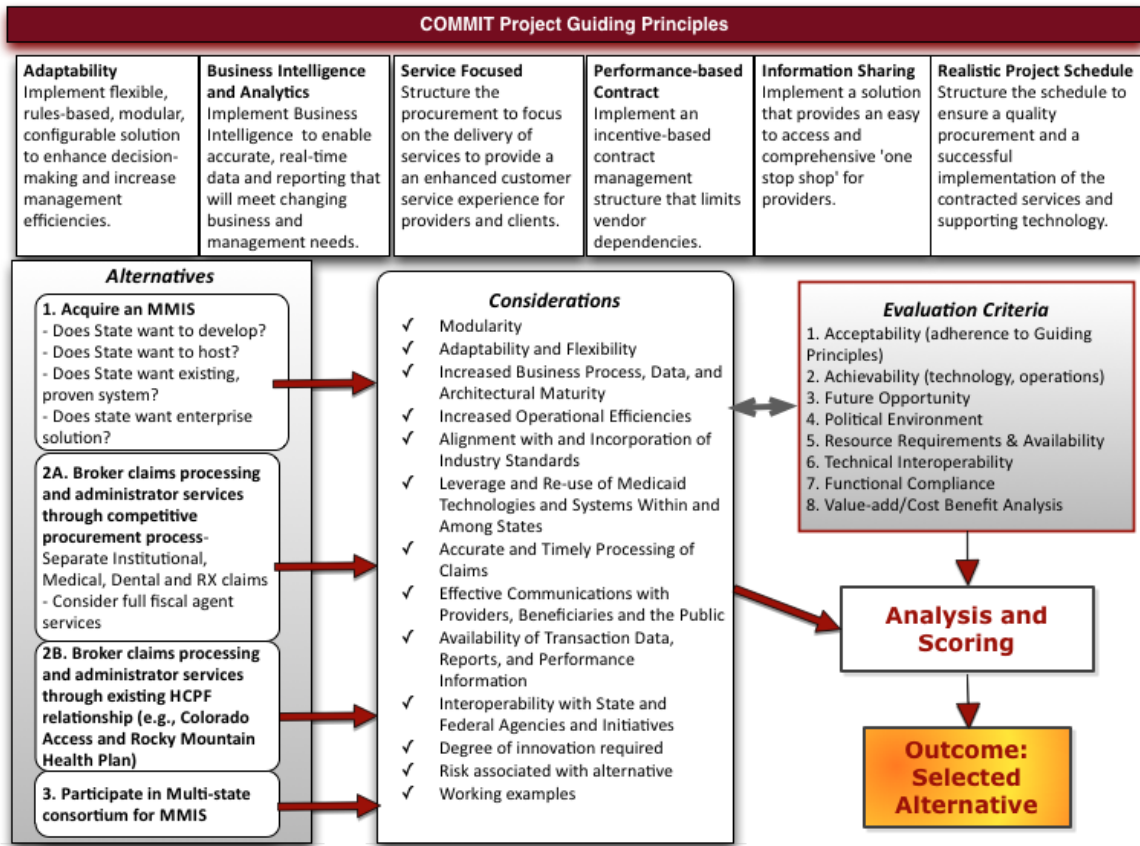 COMMIT Project Guiding Principles
Adaptability
Implement flexible,
rules-based, modular,
configurable solution
to enhance decision-
making and increase
management
efficiencies.
Business Intelligence
and Analytics
Implement Business
Intelligence to enable
accurate, real-time
data and reporting that
will meet changing
business and
management needs.
Service Focused
Structure the
procurement to focus
on the delivery of
services to provide a
an enhanced customer
service experience for
providers and clients.
Performance-based
Contract
Implement an
incentive-based
contract
management
structure that limits
vendor
dependencies.
Information Sharing
Implement a solution
that provides an easy
to access and
comprehensive 'one
stop shop' for
providers.
Realistic Project Schedule
Structure the schedule to
ensure a quality
procurement and a
successful
implementation of the
contracted services and
supporting technology.
Alternatives
1. Acquire an MMIS
- Does State want to develop?
- Does State want to host?
- Does State want existing,
proven system?
- Does state want enterprise
solution?
2A. Broker claims processing
and administrator services
through competitive
procurement process-
Separate Institutional,
Medical, Dental and RX claims
- Consider full fiscal agent
services
2B. Broker claims processing
and administrator services
through existing HCPF
relationship (e.g., Colorado
Access and Rocky Mountain
Health Plan)
3. Participate in Multi-state
consortium for MMIS
Considerations
✓ Modularity
✓ Adaptability and Flexibility
✓ Increased Business Process, Data, and
Architectural Maturity
✓ Increased Operational Efficiencies
✓ Alignment with and Incorporation of
Industry Standards
✓ Leverage and Re-use of Medicaid
Technologies and Systems Within and
Among States
✓ Accurate and Timely Processing of
Claims
✓ Effective Communications with
Providers, Beneficiaries and the Public
✓ Availability of Transaction Data,
Reports, and Performance
Information
✓ Interoperability with State and
Federal Agencies and Initiatives
✓ Degree of innovation required
✓ Risk associated with alternative
✓ Working examples
Evaluation Criteria
1. Acceptability (adherence to Guiding
Principles)
2. Achievability (technology, operations)
3. Future Opportunity
4. Political Environment
5. Resource Requirements & Availability
6. Technical Interoperability
7. Functional Compliance
8. Value-add/Cost Benefit Analysis
Analysis and
Scoring
Outcome:
Selected
Alternative